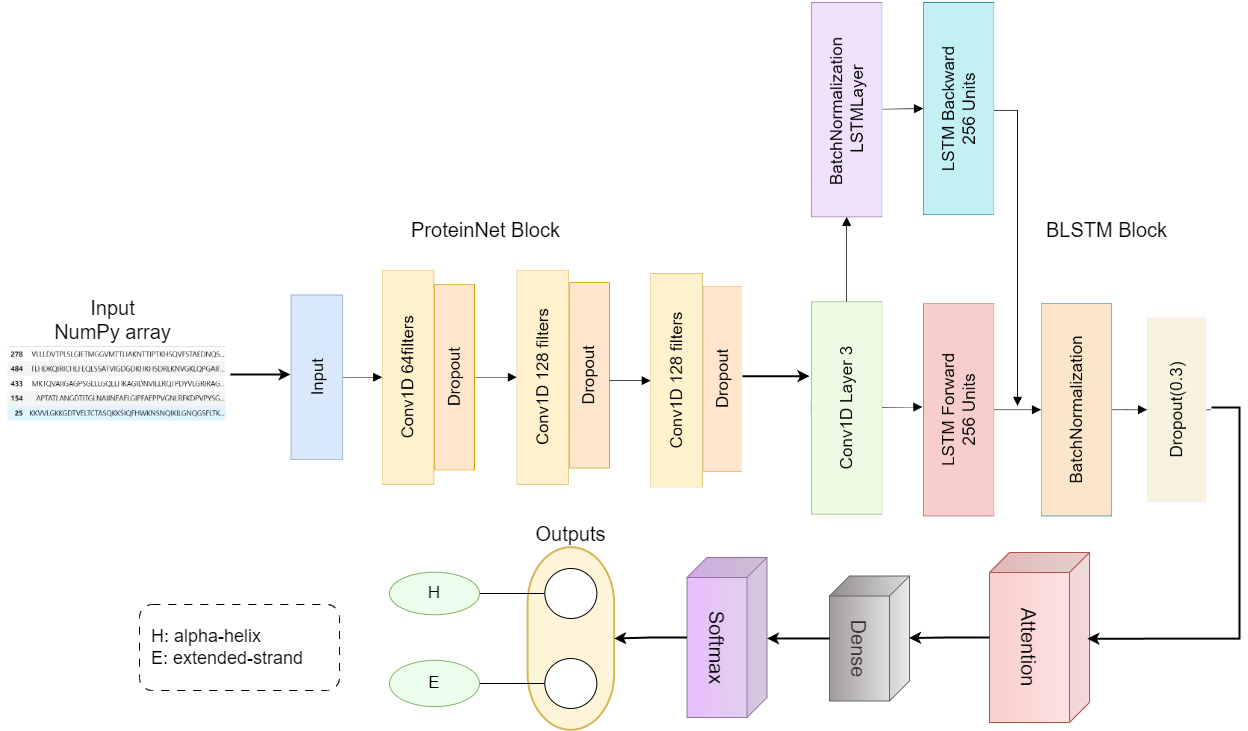 BatchNormalization
LSTMLayer
LSTM Backward
256 Units
ProteinNet Block
BLSTM Block
Input
NumPy array
278
484
433
154
25
Input
Conv1D 64filters
Dropout
Conv1D 128 filters
Dropout
Conv1D 128 filters
Dropout
Conv1D Layer 3
LSTM Forward
256 Units
BatchNormalization
Dropout(0.3)
Outputs
H
E
Softmax
Dense
Attention
H: alpha-helix
E: extended-strand